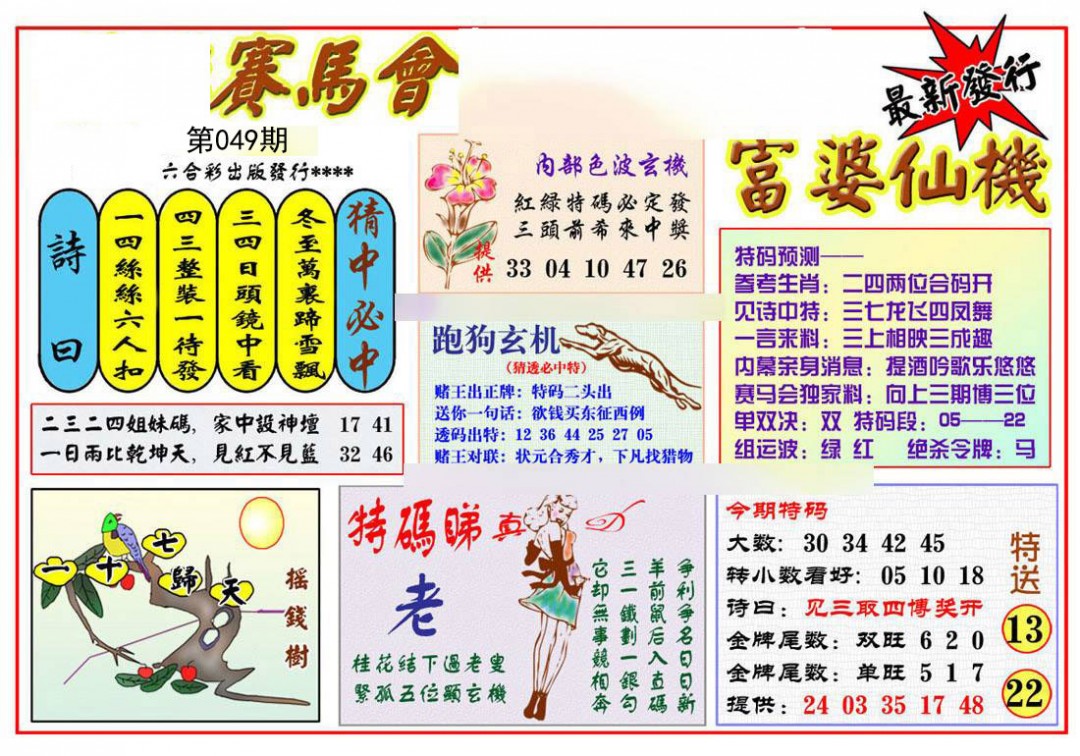 賽馬會
第049期
六合彩出版發行****
詩曰
一四絲絲六人扣
四三整裝一待發
三四日頭鏡中看
冬至萬裏蹄雪飄
猜中必中
二三二四姐妹碼，家中設神壇 17 41
一日兩比乾坤天，見紅不見藍 32 46
內部色波玄機
紅綠特碼必定發
三頭前希來中獎
提供
33 04 10 47 26
跑狗玄机
（猜透必中特）
赌王出正牌：特码二头出
送你一句话：欲钱买东征西例
透码出特：12 36 44 25 27 05
赌王对联：状元合秀才，下凡找猎物
最新發行
富婆仙機
特码预测——
参考生肖：二四两位合码开
见诗中特：三七龙飞四凤舞
一言来料：三上相映三成趣
内幕亲身消息：提酒吟歌乐悠悠
赛马会独家料：向上三期博三位
单双决：双 特码段：05——22
组运波：绿 红 绝杀令牌：马
一十七歸天
搖錢樹
特碼睇真D
老
桂花結下過老叟
緊孤五位顯玄機
爭利爭名日日新
羊前鼠后入直碼
三一鐵劃一銀勾
它却無事競相奔
今期特码
大数：30 34 42 45
转小数看好：05 10 18
诗曰：见三取四博奖开
金牌尾数：双旺 6 2 0
金牌尾数：单旺 5 1 7
提供：24 03 35 17 48
特送
13
22